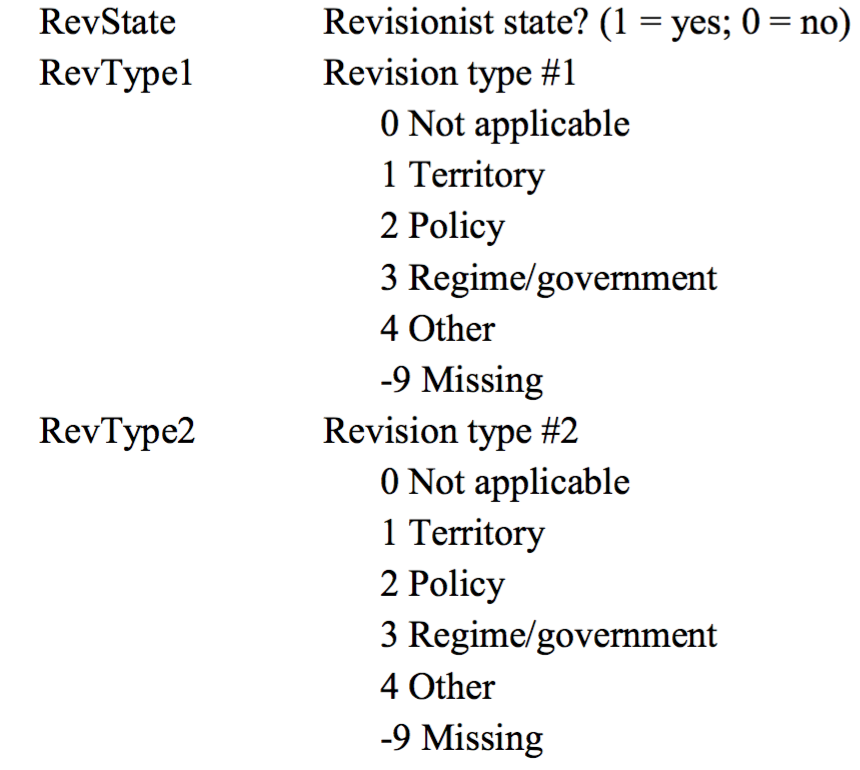 RevState Revisionist state? (1 = yes; 0 = no)
RevType1 Revision type #1
0 Not applicable
1 Territory
2 Policy
3 Regime/government
4 Other
-9 Missing
RevType2 Revision type #2
0 Not applicable
1 Territory
2 Policy
3 Regime/government
4 Other
-9 Missing